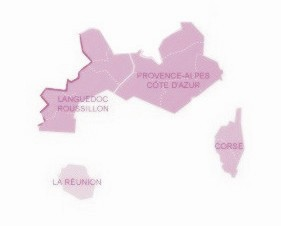 PROVENCE-ALPES
CÔTE D'AZUR
LANGUEDOC
ROUSSILLON
CORSE
LA RÉUNION